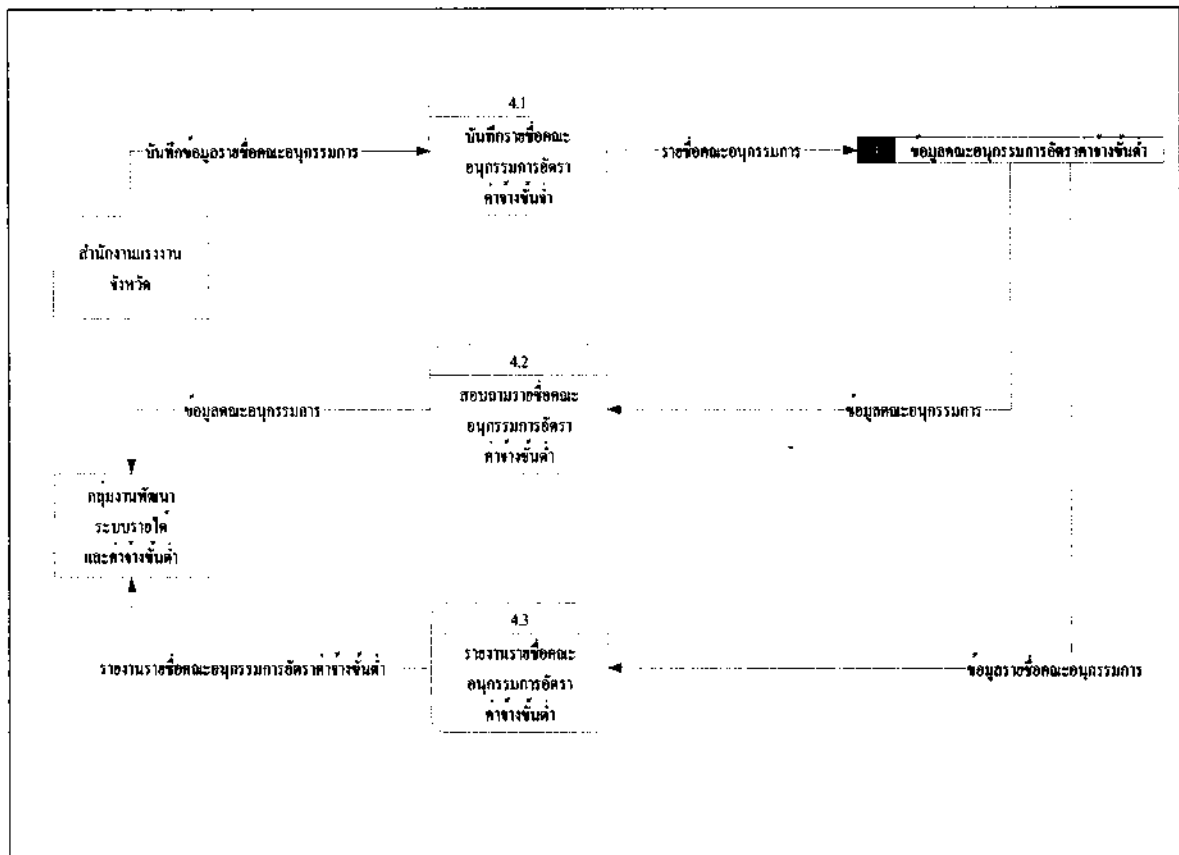 4.1
บันทึกข้อมูลรายชื่อคณะอนุกรรมการ
บันทึกรายชื่อคณะ
อนุกรรมการอัตรา
ค่าจ้างขั้นต่ำ
รายชื่อคณะอนุกรรมการ
ข้อมูลคณะอนุกรรมการอัตราค่าจ้างขั้นต่ำ
สำนักงานแรงงาน
จังหวัด
4.2
ข้อมูลคณะอนุกรรมการ
สอบถามรายชื่อคณะ
อนุกรรมการอัตรา
ค่าจ้างขั้นต่ำ
ข้อมูลคณะอนุกรรมการ
กลุ่มงานพัฒนา
ระบบรายได้
และค่าจ้างขั้นต่ำ
4.3
รายงานรายชื่อคณะอนุกรรมการอัตราค่าจ้างขั้นต่ำ
รายงานรายชื่อคณะ
อนุกรรมการอัตรา
ค่าจ้างขั้นต่ำ
ข้อมูลรายชื่อคณะอนุกรรมการ